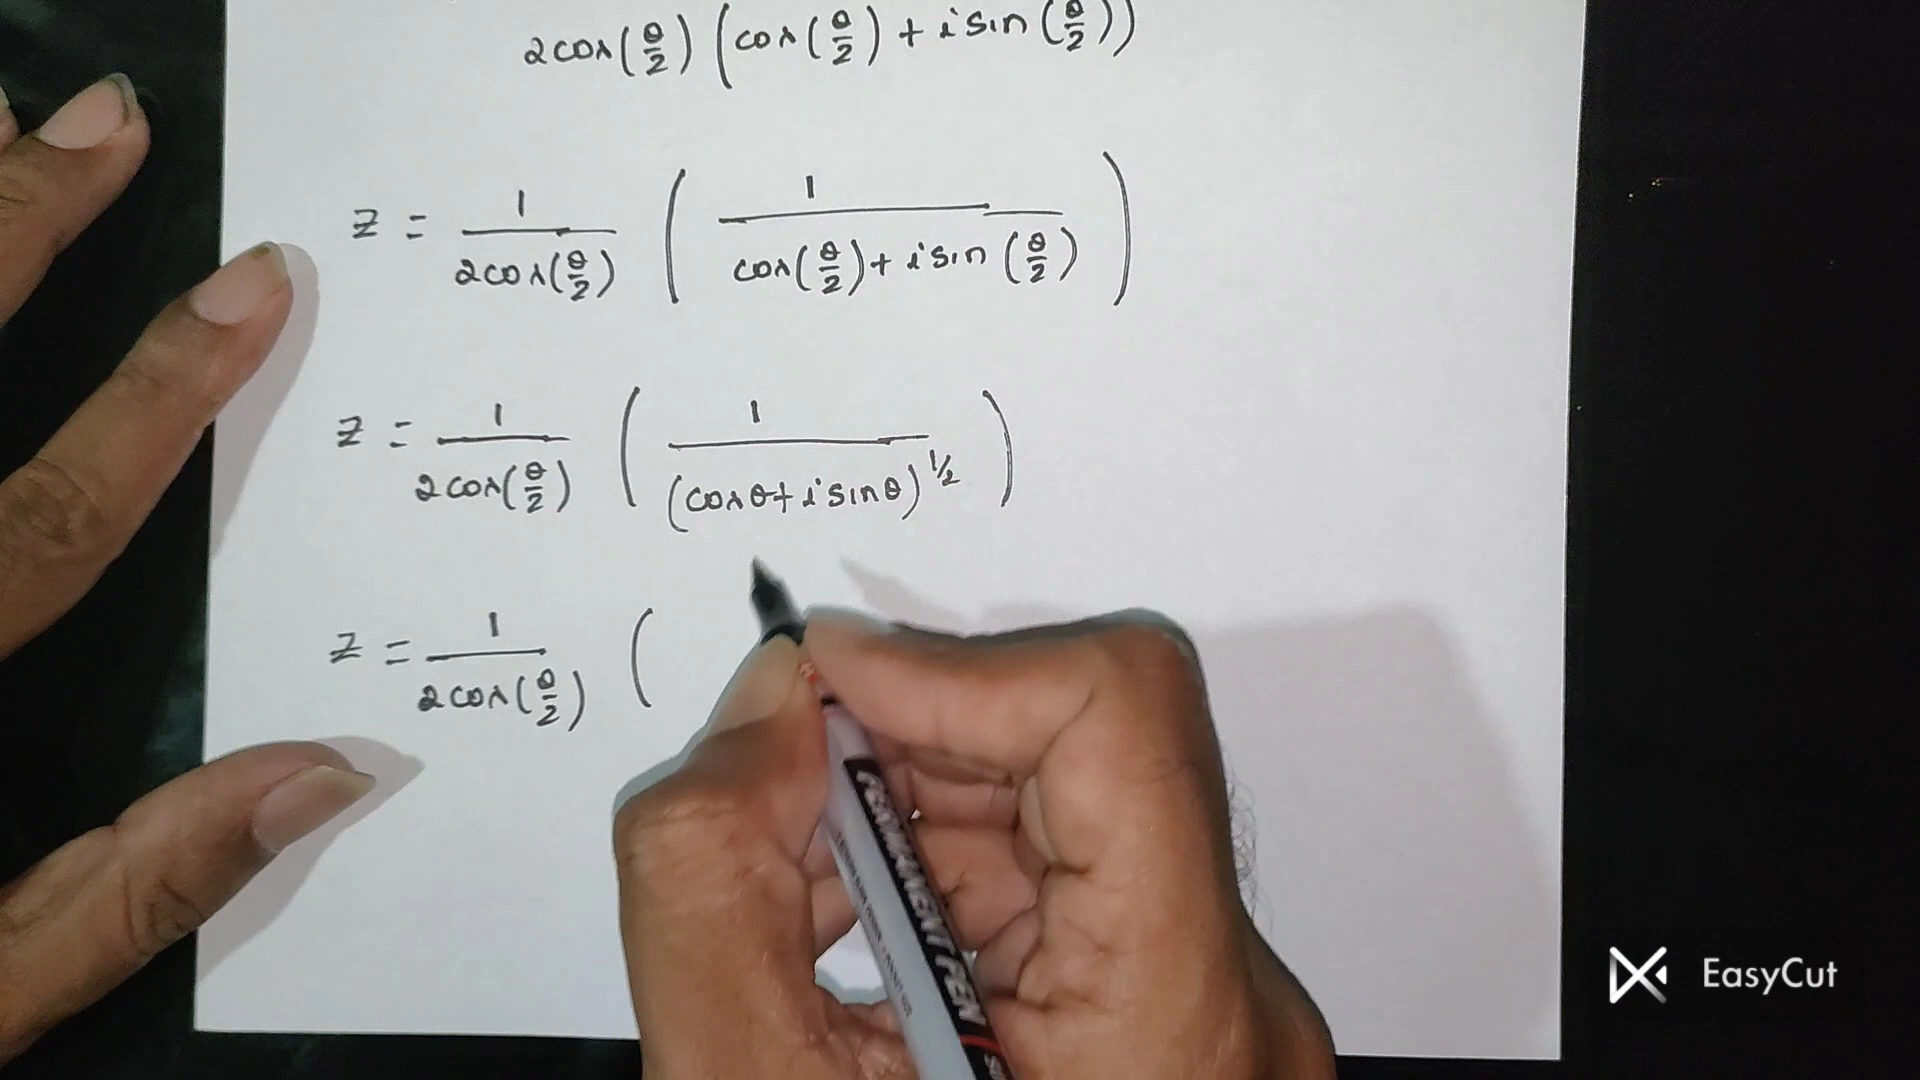 2cos(θ/2) (cos(θ/2) + i sin(θ/2))
z = 1/2cos(θ/2) ( 1/cos(θ/2) + i sin(θ/2) )
z = 1/2cos(θ/2) ( 1/(cosθ + i sinθ)^1/2 )
z = 1/2cos(θ/2) (
PERMANENT PEN
EasyCut